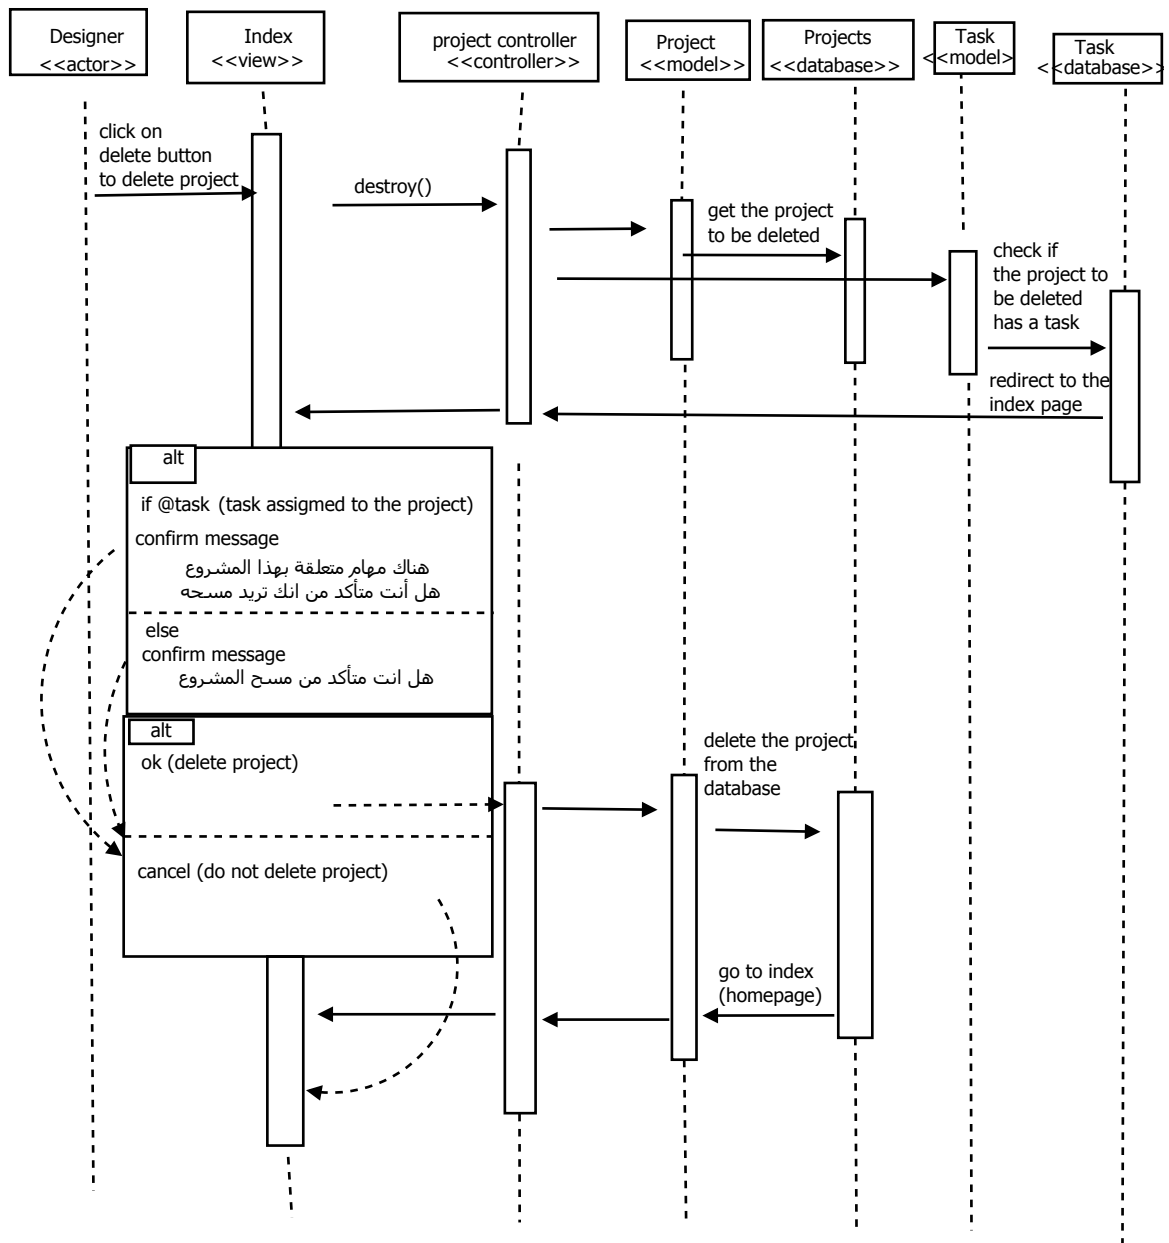 Designer
<<actor>>
Index
<<view>>
project controller
<<controller>>
Project
<<model>>
Projects
<<database>>
Task
<<model>
Task
<<database>>
click on
delete button
to delete project
destroy()
get the project
to be deleted
check if
the project to
be deleted
has a task
redirect to the
index page
alt
if @task (task assigmed to the project)
confirm message
هناك مهام متعلقة بهذا المشروع
هل أنت متأكد من انك تريد مسحه
else
confirm message
هل انت متأكد من مسح المشروع
alt
ok (delete project)
delete the project
from the
database
cancel (do not delete project)
go to index
(homepage)